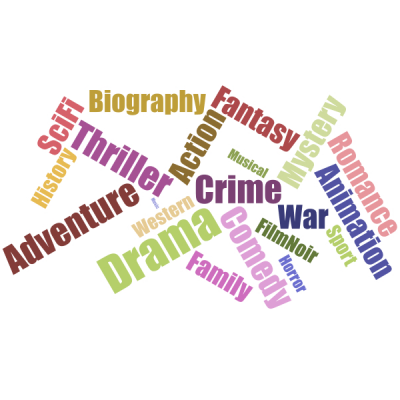 Biography
Fantasy
SciFi
Action
Mystery
Thriller
History
Musical
Romance
Crime
Animation
Adventure
Western
War
Drama
Comedy
FilmNoir
Sport
Family
Horror